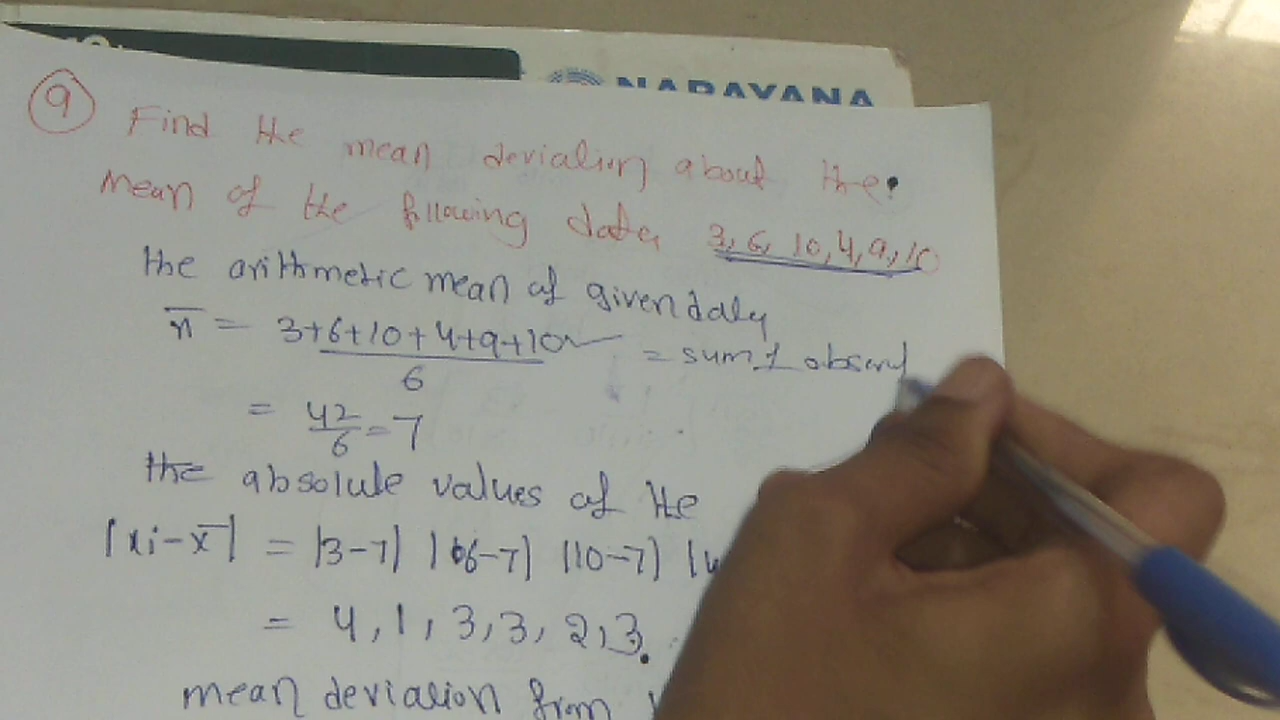 NARAYANA
9 Find the mean deviation about the
mean of the following data 3, 6, 10, 4, 9, 10
the arithmetic mean of given data
x̄ = 3+6+10+4+9+10 / 6 = sum of observ
= 42/6 = 7
the absolute values of the
|xi-x̄| = |3-7| |6-7| |10-7| |4
= 4, 1, 3, 3, 2, 3.
mean deviation from